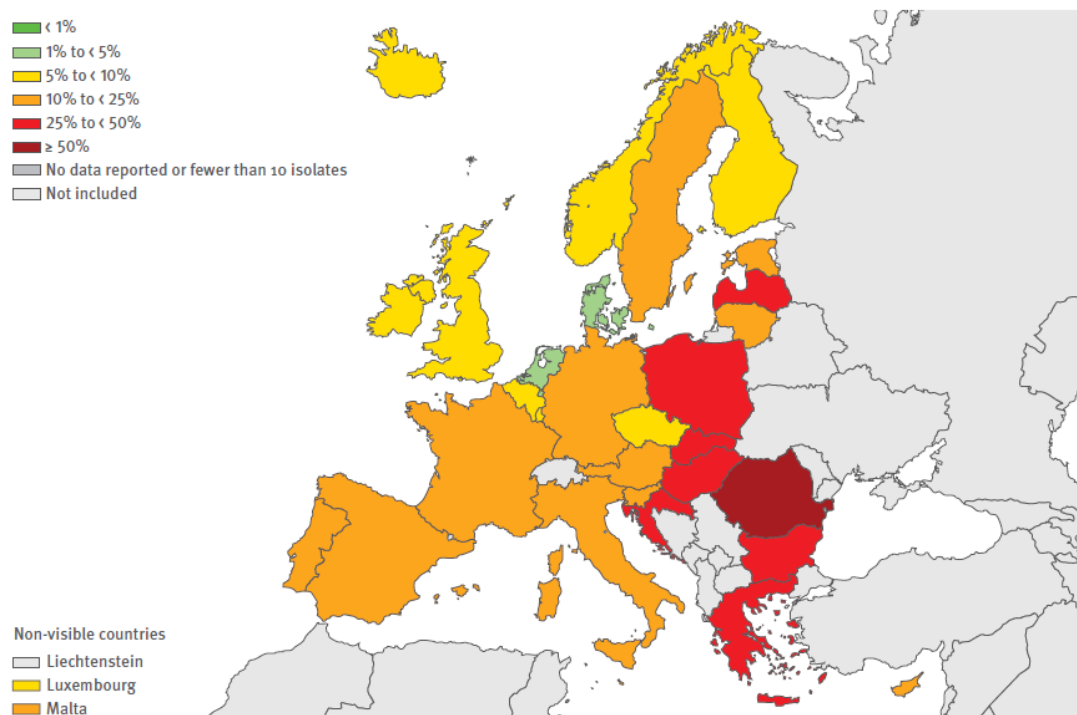 < 1%
1% to < 5%
5% to < 10%
10% to < 25%
25% to < 50%
≥ 50%
No data reported or fewer than 10 isolates
Not included
Non-visible countries
Liechtenstein
Luxembourg
Malta